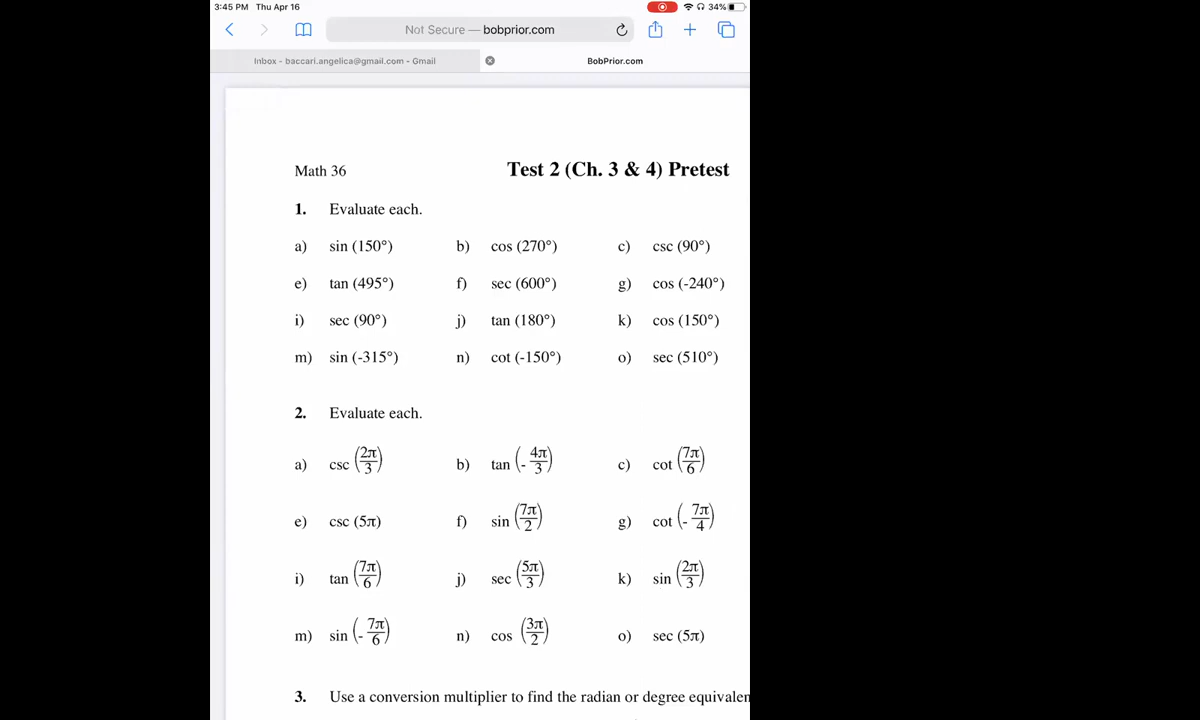 3:45 PM Thu Apr 16 34%
Not Secure — bobprior.com
Inbox - baccari.angelica@gmail.com - Gmail BobPrior.com
Math 36 Test 2 (Ch. 3 & 4) Pretest
1. Evaluate each.
a) sin (150°) b) cos (270°) c) csc (90°)
e) tan (495°) f) sec (600°) g) cos (-240°)
i) sec (90°) j) tan (180°) k) cos (150°)
m) sin (-315°) n) cot (-150°) o) sec (510°)
2. Evaluate each.
a) csc (2π/3) b) tan (-4π/3) c) cot (7π/6)
e) csc (5π) f) sin (7π/2) g) cot (-7π/4)
i) tan (7π/6) j) sec (5π/3) k) sin (2π/3)
m) sin (-7π/6) n) cos (3π/2) o) sec (5π)
3. Use a conversion multiplier to find the radian or degree equivalen